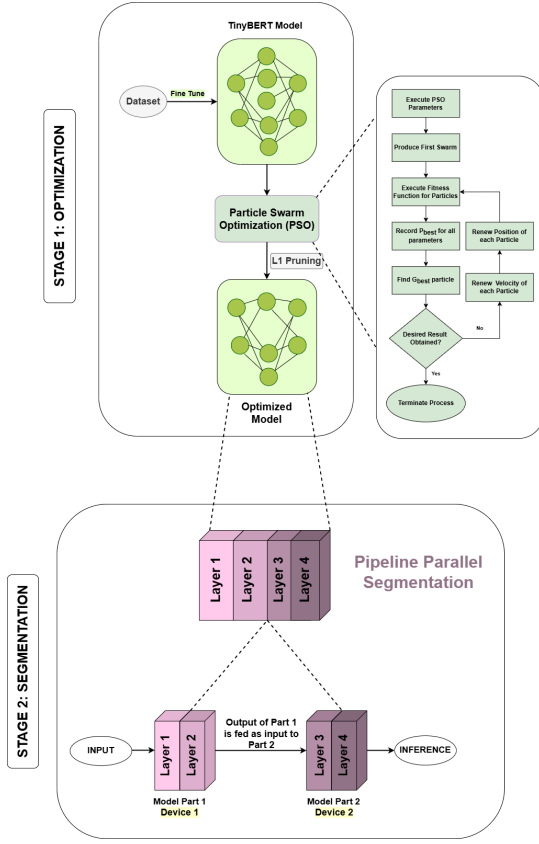 STAGE 1: OPTIMIZATION
TinyBERT Model
Dataset
Fine Tune
Particle Swarm
Optimization (PSO)
L1 Pruning
Optimized
Model
Execute PSO
Parameters
Produce First Swarm
Execute Fitness
Function for Particles
Record Pbest for all
parameters
Find Gbest particle
Desired Result
Obtained?
No
Renew Velocity of
each Particle
Renew Position of
each Particle
Yes
Terminate Process
STAGE 2: SEGMENTATION
Layer 1
Layer 2
Layer 3
Layer 4
Pipeline Parallel
Segmentation
INPUT
Layer 1
Layer 2
Model Part 1
Device 1
Output of Part 1
is fed as input to
Part 2
Layer 3
Layer 4
Model Part 2
Device 2
INFERENCE